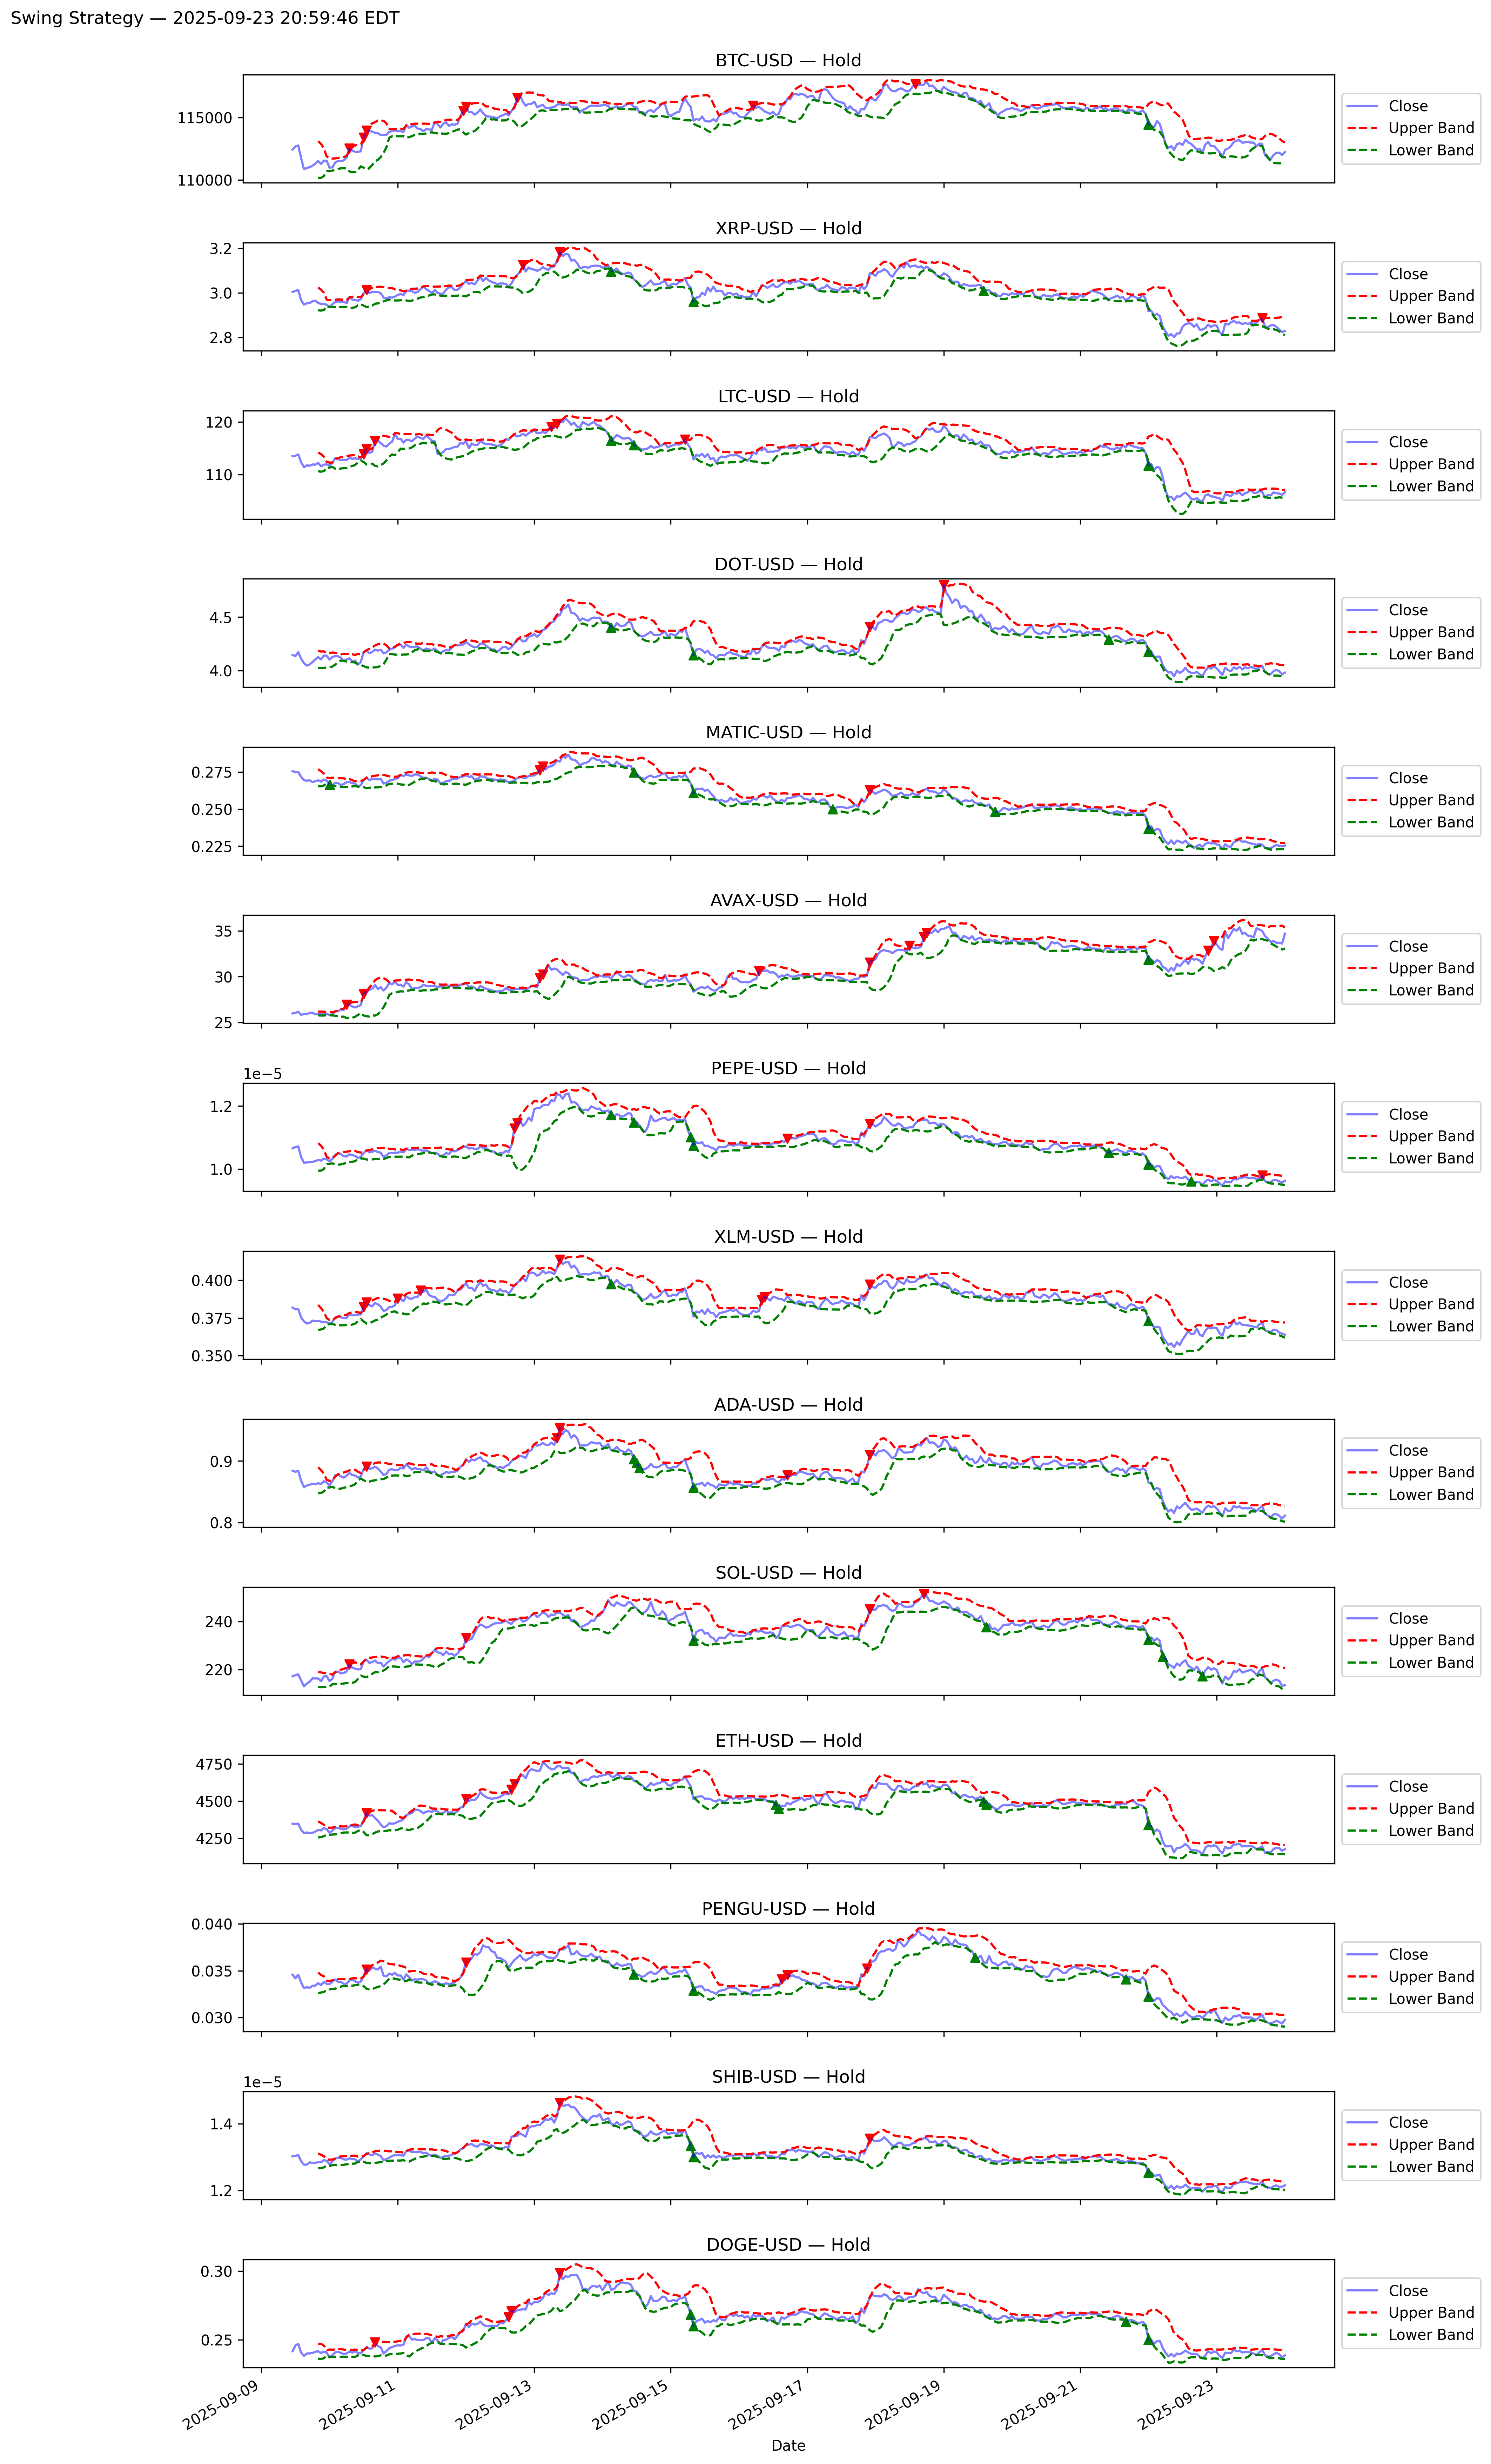 Swing Strategy — 2025-09-23 20:59:46 EDT
BTC-USD — Hold
115000
110000
Close
Upper Band
Lower Band
XRP-USD — Hold
3.2
3.0
2.8
Close
Upper Band
Lower Band
LTC-USD — Hold
120
110
Close
Upper Band
Lower Band
DOT-USD — Hold
4.5
4.0
Close
Upper Band
Lower Band
MATIC-USD — Hold
0.275
0.250
0.225
Close
Upper Band
Lower Band
AVAX-USD — Hold
35
30
25
Close
Upper Band
Lower Band
PEPE-USD — Hold
1e−5
1.2
1.0
Close
Upper Band
Lower Band
XLM-USD — Hold
0.400
0.375
0.350
Close
Upper Band
Lower Band
ADA-USD — Hold
0.9
0.8
Close
Upper Band
Lower Band
SOL-USD — Hold
240
220
Close
Upper Band
Lower Band
ETH-USD — Hold
4750
4500
4250
Close
Upper Band
Lower Band
PENGU-USD — Hold
0.040
0.035
0.030
Close
Upper Band
Lower Band
SHIB-USD — Hold
1e−5
1.4
1.2
Close
Upper Band
Lower Band
DOGE-USD — Hold
0.30
0.25
Close
Upper Band
Lower Band
2025-09-09
2025-09-11
2025-09-13
2025-09-15
2025-09-17
2025-09-19
2025-09-21
2025-09-23
Date